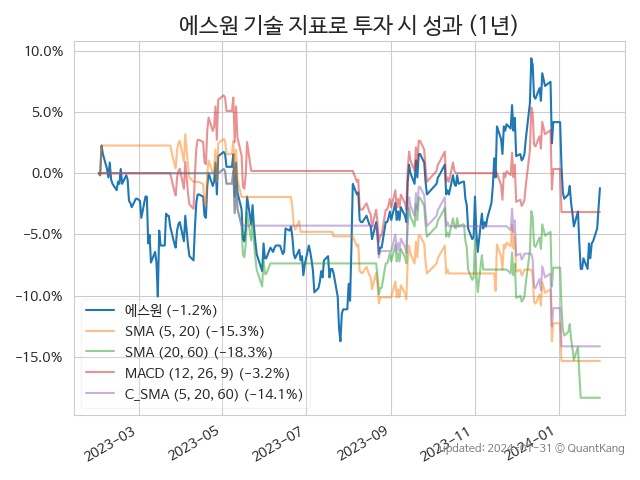 에스원 기술 지표로 투자 시 성과 (1년)
10.0%
5.0%
0.0%
−5.0%
−10.0%
−15.0%
에스원 (−1.2%)
SMA (5, 20) (−15.3%)
SMA (20, 60) (−18.3%)
MACD (12, 26, 9) (−3.2%)
C_SMA (5, 20, 60) (−14.1%)
2023−03
2023−05
2023−07
2023−09
2023−11
2024−01
updated: 2024-01-31 © QuantKang